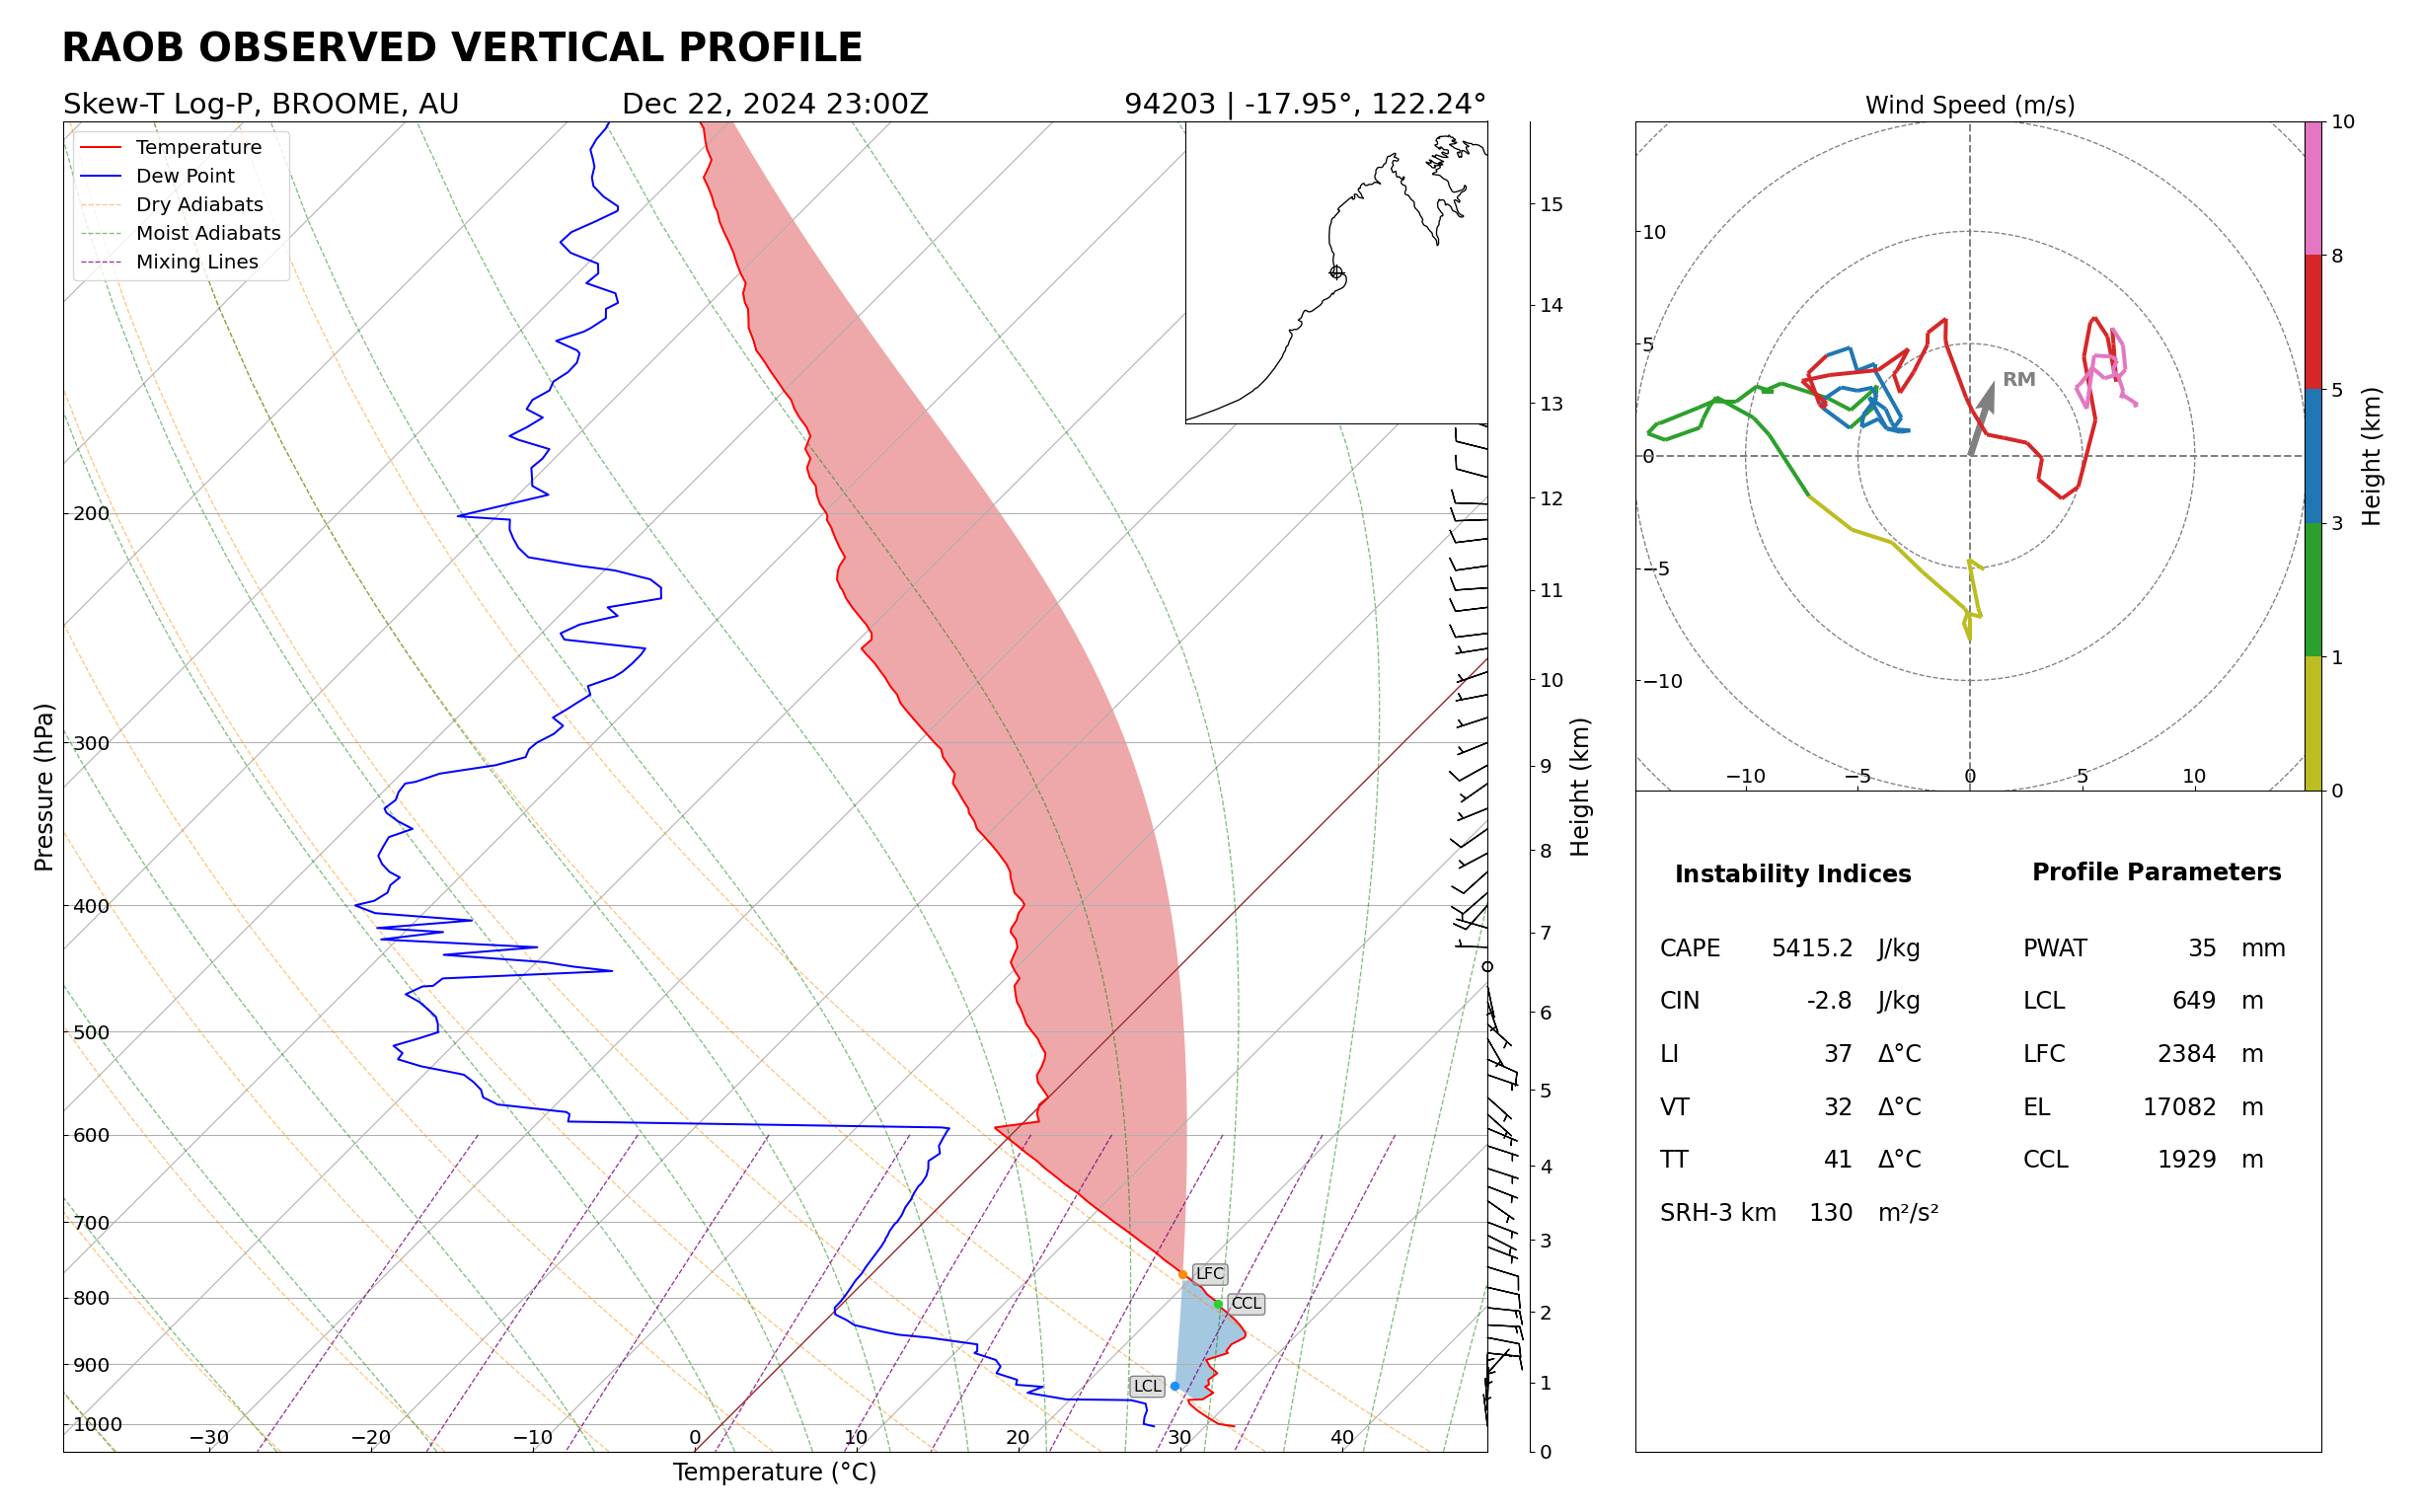 RAOB OBSERVED VERTICAL PROFILE
Skew-T Log-P, BROOME, AU
Dec 22, 2024 23:00Z
94203 | -17.95°, 122.24°
Temperature
Dew Point
Dry Adiabats
Moist Adiabats
Mixing Lines
Pressure (hPa)
200
300
400
500
600
700
800
900
1000
−30
−20
−10
0
10
20
30
40
Temperature (°C)
LFC
CCL
LCL
15
14
13
12
11
10
9
8
7
6
5
4
3
2
1
0
Height (km)
Wind Speed (m/s)
10
5
0
−5
−10
−10
−5
0
5
10
RM
10
8
5
3
1
0
Height (km)
Instability Indices
CAPE 5415.2 J/kg
CIN -2.8 J/kg
LI 37 Δ°C
VT 32 Δ°C
TT 41 Δ°C
SRH-3 km 130 m²/s²
Profile Parameters
PWAT 35 mm
LCL 649 m
LFC 2384 m
EL 17082 m
CCL 1929 m